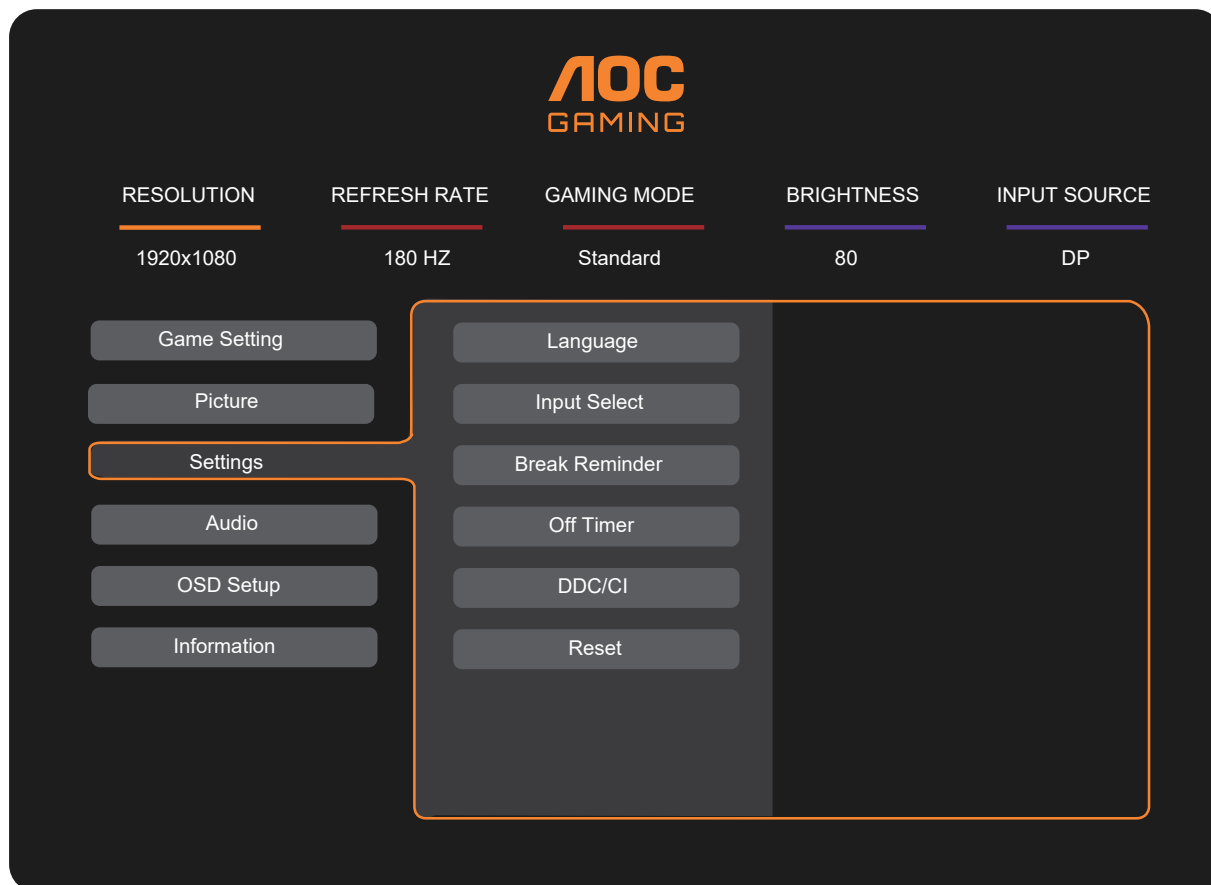 AOC
GAMING
RESOLUTION REFRESH RATE GAMING MODE BRIGHTNESS INPUT SOURCE
1920x1080 180 HZ Standard 80 DP
Game Setting Language
Picture Input Select
Settings Break Reminder
Audio Off Timer
OSD Setup DDC/CI
Information Reset